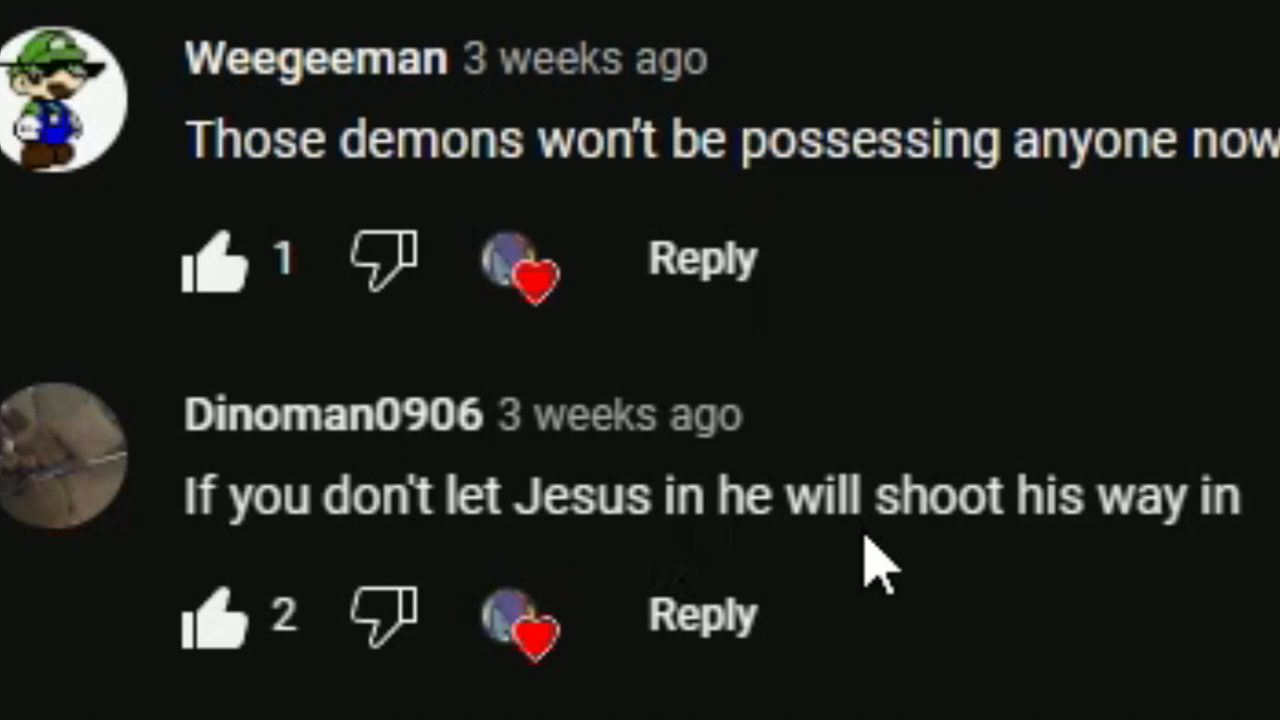 Weegeeman 3 weeks ago
Those demons won't be possessing anyone now
1 Reply
Dinoman0906 3 weeks ago
If you don't let Jesus in he will shoot his way in
2 Reply